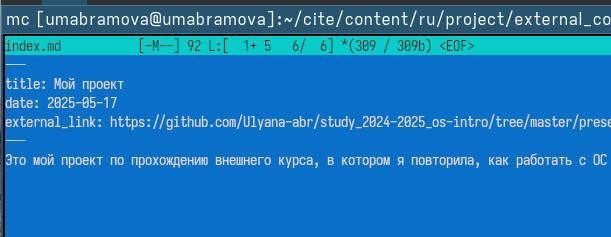 mc [umabramova@umabramova]:~/cite/content/ru/project/external_co
index.md [-M--] 92 L:[ 1+ 5 6/ 6] *(309 / 309b) <EOF>
---
title: Мой проект
date: 2025-05-17
external_link: https://github.com/Ulyana-abr/study_2024-2025_os-intro/tree/master/prese
---
Это мой проект по прохождению внешнего курса, в котором я повторила, как работать с ОС